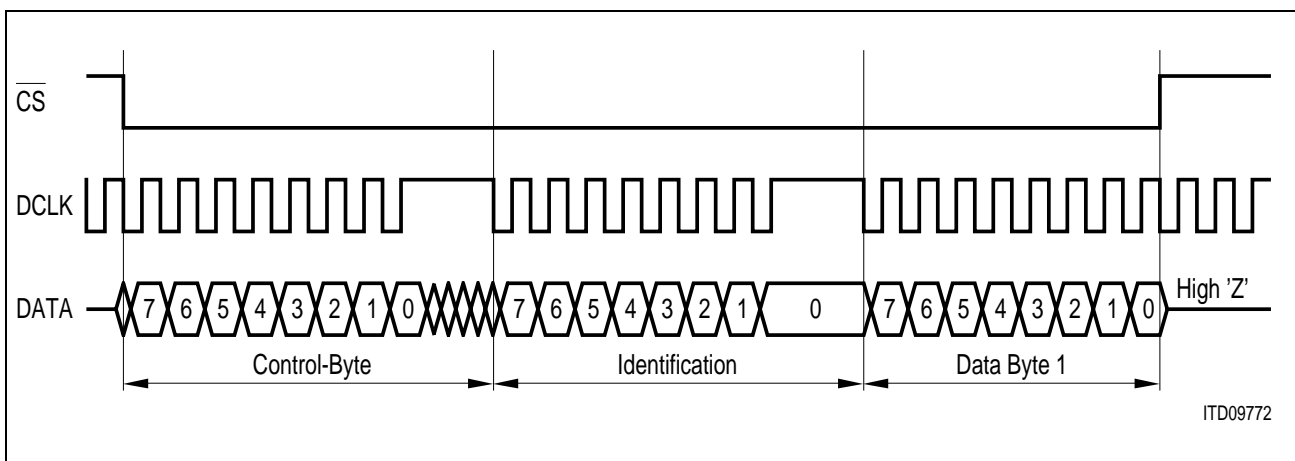 C̅S̅
DCLK
DATA 7 6 5 4 3 2 1 0 7 6 5 4 3 2 1 0 7 6 5 4 3 2 1 0 High 'Z'
Control-Byte Identification Data Byte 1
ITD09772